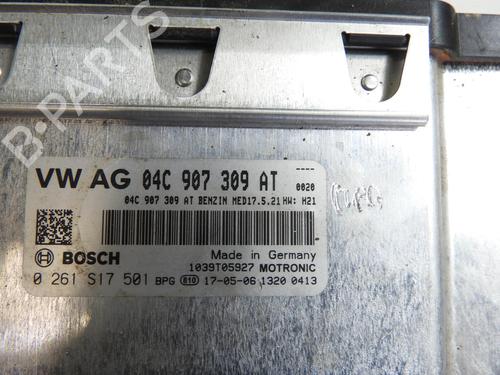 B-PARTS
VW AG 04C 907 309 AT
----
0020
04C 907 309 AT BENZIN MED17.5.21 HW: H21
BOSCH
Made in Germany
1039T05927 MOTRONIC
0 261 S17 501 BPG 810 17-05-06 1320 0413